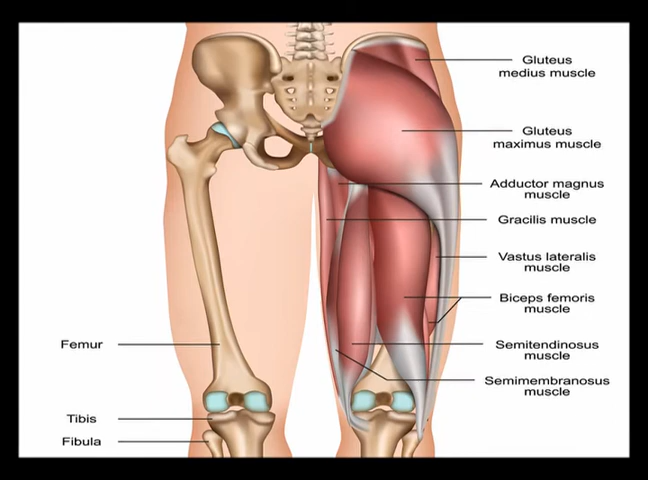 Gluteus
medius muscle
Gluteus
maximus muscle
Adductor magnus
muscle
Gracilis muscle
Vastus lateralis
muscle
Biceps femoris
muscle
Semitendinosus
muscle
Semimembranosus
muscle
Femur
Tibis
Fibula